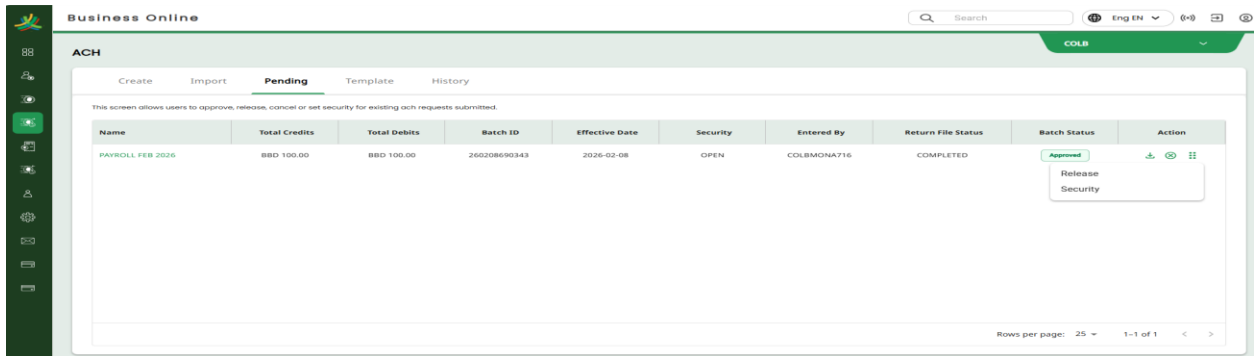 Business Online
Search
Eng EN
ACH
COLB
Create Import Pending Template History
This screen allows users to approve, release, cancel or set security for existing ach requests submitted.
Name Total Credits Total Debits Batch ID Effective Date Security Entered By Return File Status Batch Status Action
PAYROLL FEB 2026 BBD 100.00 BBD 100.00 260208690343 2026-02-08 OPEN COLBMONA716 COMPLETED Approved
Release
Security
Rows per page: 25 1-1 of 1